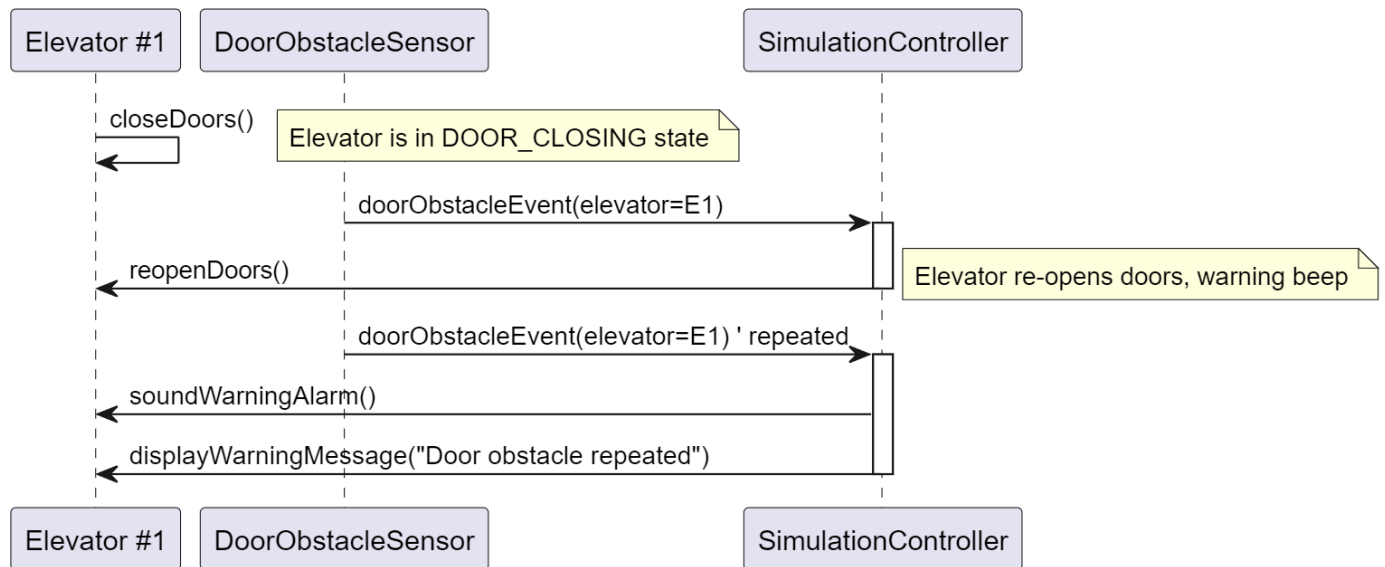 Elevator #1
DoorObstacleSensor
SimulationController
closeDoors()
Elevator is in DOOR_CLOSING state
doorObstacleEvent(elevator=E1)
reopenDoors()
Elevator re-opens doors, warning beep
doorObstacleEvent(elevator=E1) ' repeated
soundWarningAlarm()
displayWarningMessage("Door obstacle repeated")
Elevator #1
DoorObstacleSensor
SimulationController